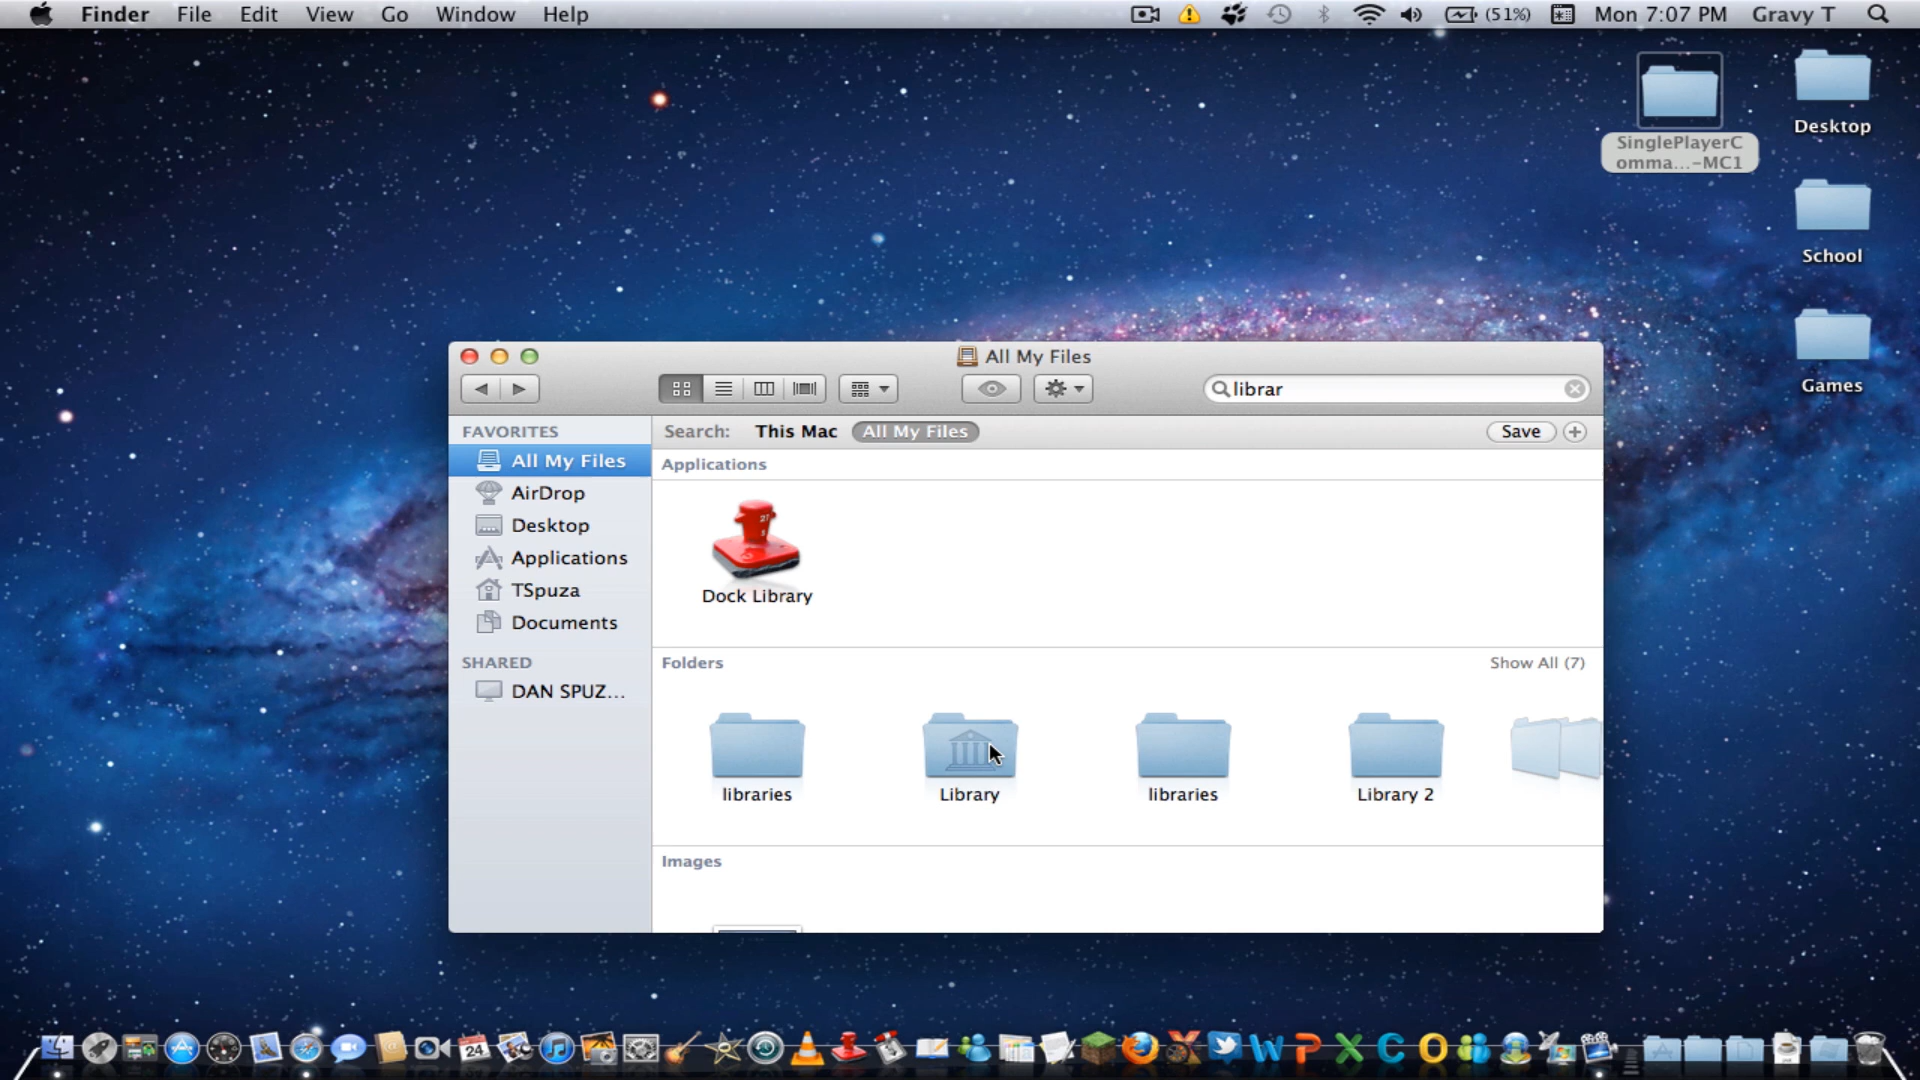 Finder File Edit View Go Window Help (51%) Mon 7:07 PM Gravy T
SinglePlayerC
omma...-MC1
Desktop
School
Games
All My Files
librar
FAVORITES
All My Files
AirDrop
Desktop
Applications
TSpuza
Documents
SHARED
DAN SPUZ...
Search: This Mac All My Files Save
Applications
Dock Library
Folders Show All (7)
libraries Library libraries Library 2
Images